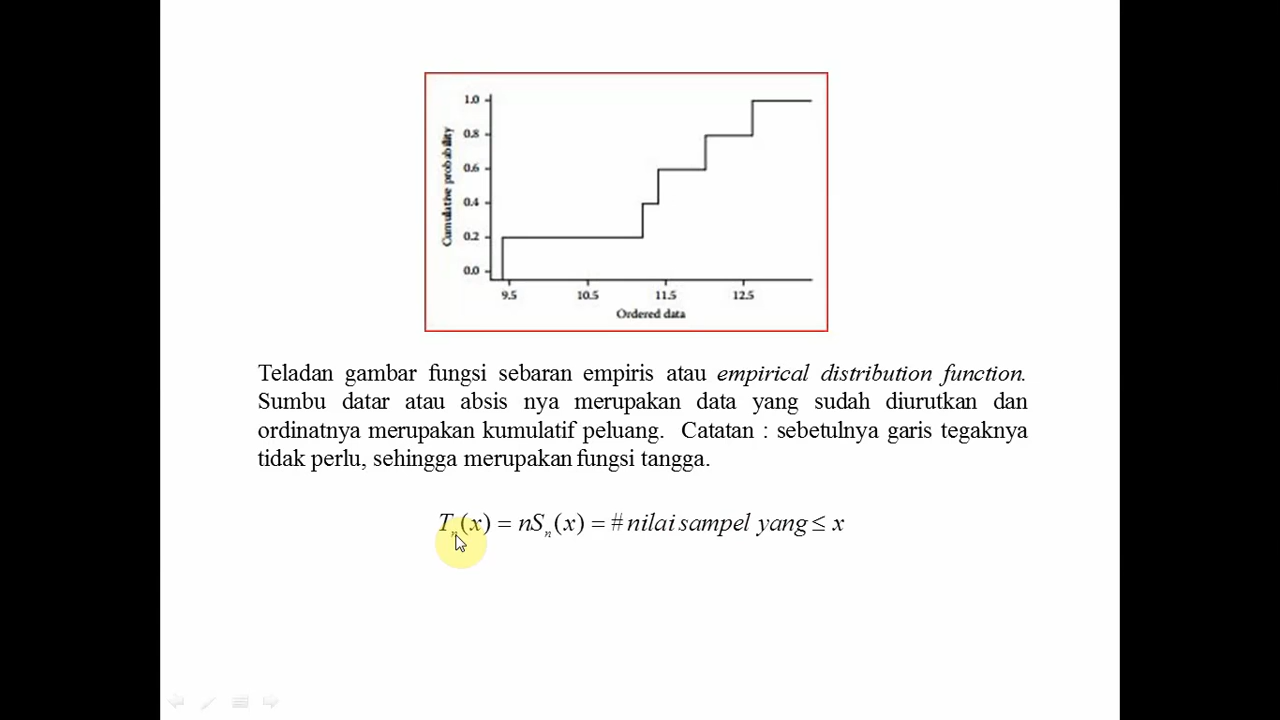 1.0
0.8
0.6
0.4
0.2
0.0
Cumulative probability
9.5 10.5 11.5 12.5
Ordered data
Teladan gambar fungsi sebaran empiris atau empirical distribution function.
Sumbu datar atau absis nya merupakan data yang sudah diurutkan dan
ordinatnya merupakan kumulatif peluang. Catatan : sebetulnya garis tegaknya
tidak perlu, sehingga merupakan fungsi tangga.
Tₙ(x) = nSₙ(x) = # nilai sampel yang ≤ x